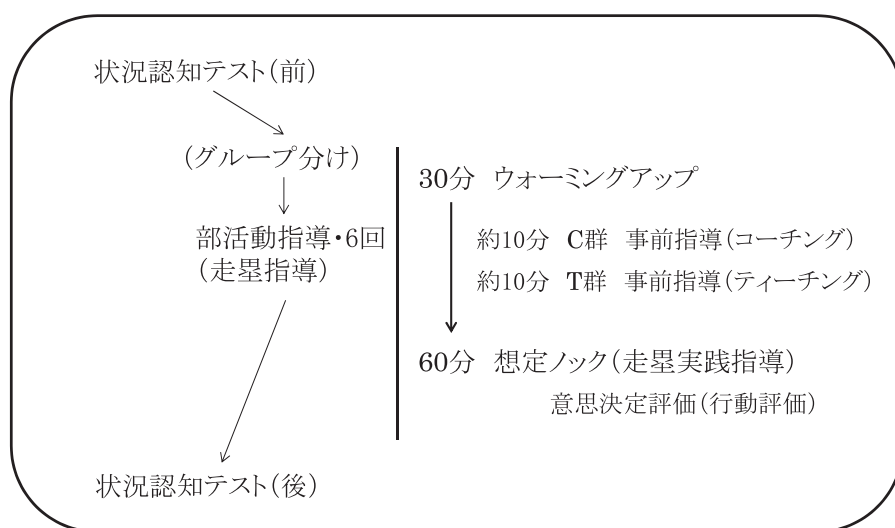 状況認知テスト(前)
(グループ分け)
部活動指導・6回
(走塁指導)
状況認知テスト(後)
30分 ウォーミングアップ
約10分 C群 事前指導(コーチング)
約10分 T群 事前指導(ティーチング)
60分 想定ノック(走塁実践指導)
意思決定評価(行動評価)